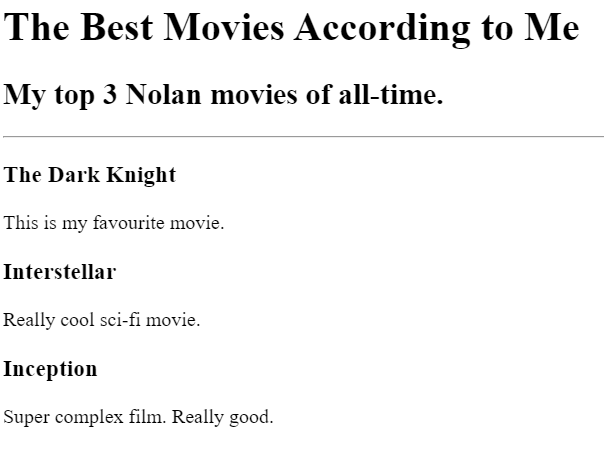 The Best Movies According to Me
My top 3 Nolan movies of all-time.
The Dark Knight
This is my favourite movie.
Interstellar
Really cool sci-fi movie.
Inception
Super complex film. Really good.